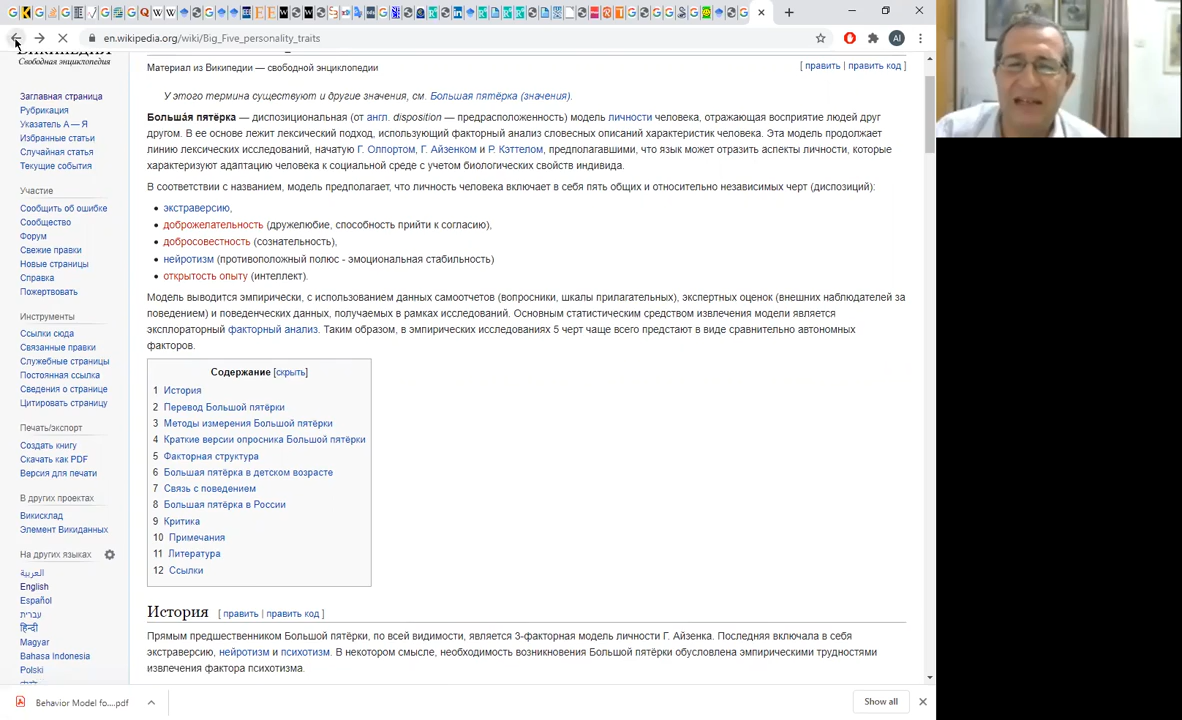 en.wikipedia.org/wiki/Big_Five_personality_traits
AI
Свободная энциклопедия
Заглавная страница
Рубрикация
Указатель А — Я
Избранные статьи
Случайная статья
Текущие события
Участие
Сообщить об ошибке
Сообщество
Форум
Свежие правки
Новые страницы
Справка
Пожертвовать
Инструменты
Ссылки сюда
Связанные правки
Служебные страницы
Постоянная ссылка
Сведения о странице
Цитировать страницу
Печать/экспорт
Создать книгу
Скачать как PDF
Версия для печати
В других проектах
Викисклад
Элемент Викиданных
На других языках
العربية
English
Español
עברית
हिन्दी
Magyar
Bahasa Indonesia
Polski
Материал из Википедии — свободной энциклопедии
[ править | править код ]
У этого термина существуют и другие значения, см. Большая пятёрка (значения).
Больша́я пятёрка — диспозициональная (от англ. disposition — предрасположенность) модель личности человека, отражающая восприятие людей друг
другом. В ее основе лежит лексический подход, использующий факторный анализ словесных описаний характеристик человека. Эта модель продолжает
линию лексических исследований, начатую Г. Олпортом, Г. Айзенком и Р. Кэттелом, предполагавшими, что язык может отразить аспекты личности, которые
характеризуют адаптацию человека к социальной среде с учетом биологических свойств индивида.
В соответствии с названием, модель предполагает, что личность человека включает в себя пять общих и относительно независимых черт (диспозиций):
• экстраверсию,
• доброжелательность (дружелюбие, способность прийти к согласию),
• добросовестность (сознательность),
• нейротизм (противоположный полюс - эмоциональная стабильность)
• открытость опыту (интеллект).
Модель выводится эмпирически, с использованием данных самоотчетов (вопросники, шкалы прилагательных), экспертных оценок (внешних наблюдателей за
поведением) и поведенческих данных, получаемых в рамках исследований. Основным статистическим средством извлечения модели является
эксплораторный факторный анализ. Таким образом, в эмпирических исследованиях 5 черт чаще всего предстают в виде сравнительно автономных
факторов.
Содержание [скрыть]
1 История
2 Перевод Большой пятёрки
3 Методы измерения Большой пятёрки
4 Краткие версии опросника Большой пятёрки
5 Факторная структура
6 Большая пятёрка в детском возрасте
7 Связь с поведением
8 Большая пятёрка в России
9 Критика
10 Примечания
11 Литература
12 Ссылки
История [ править | править код ]
Прямым предшественником Большой пятёрки, по всей видимости, является 3-факторная модель личности Г. Айзенка. Последняя включала в себя
экстраверсию, нейротизм и психотизм. В некотором смысле, необходимость возникновения Большой пятёрки обусловлена эмпирическими трудностями
извлечения фактора психотизма.
Behavior Model fo....pdf
Show all